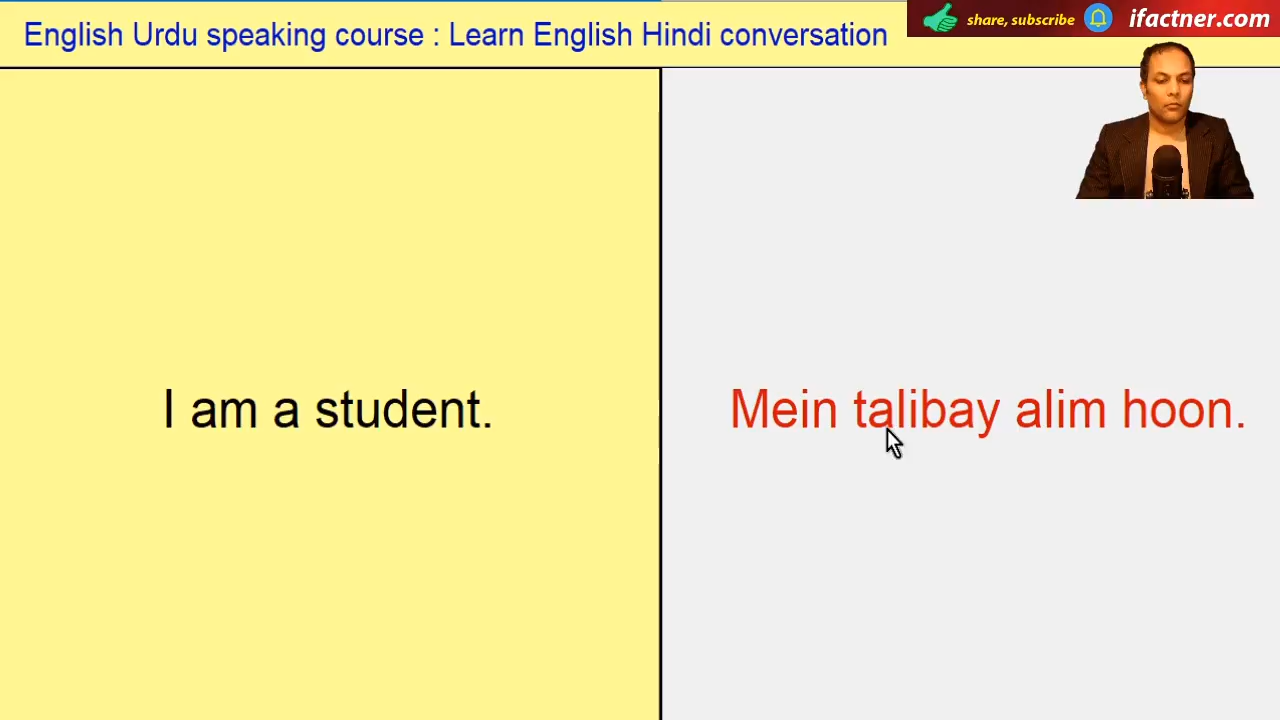 English Urdu speaking course : Learn English Hindi conversation
share, subscribe
ifactner.com
I am a student.
Mein talibay alim hoon.